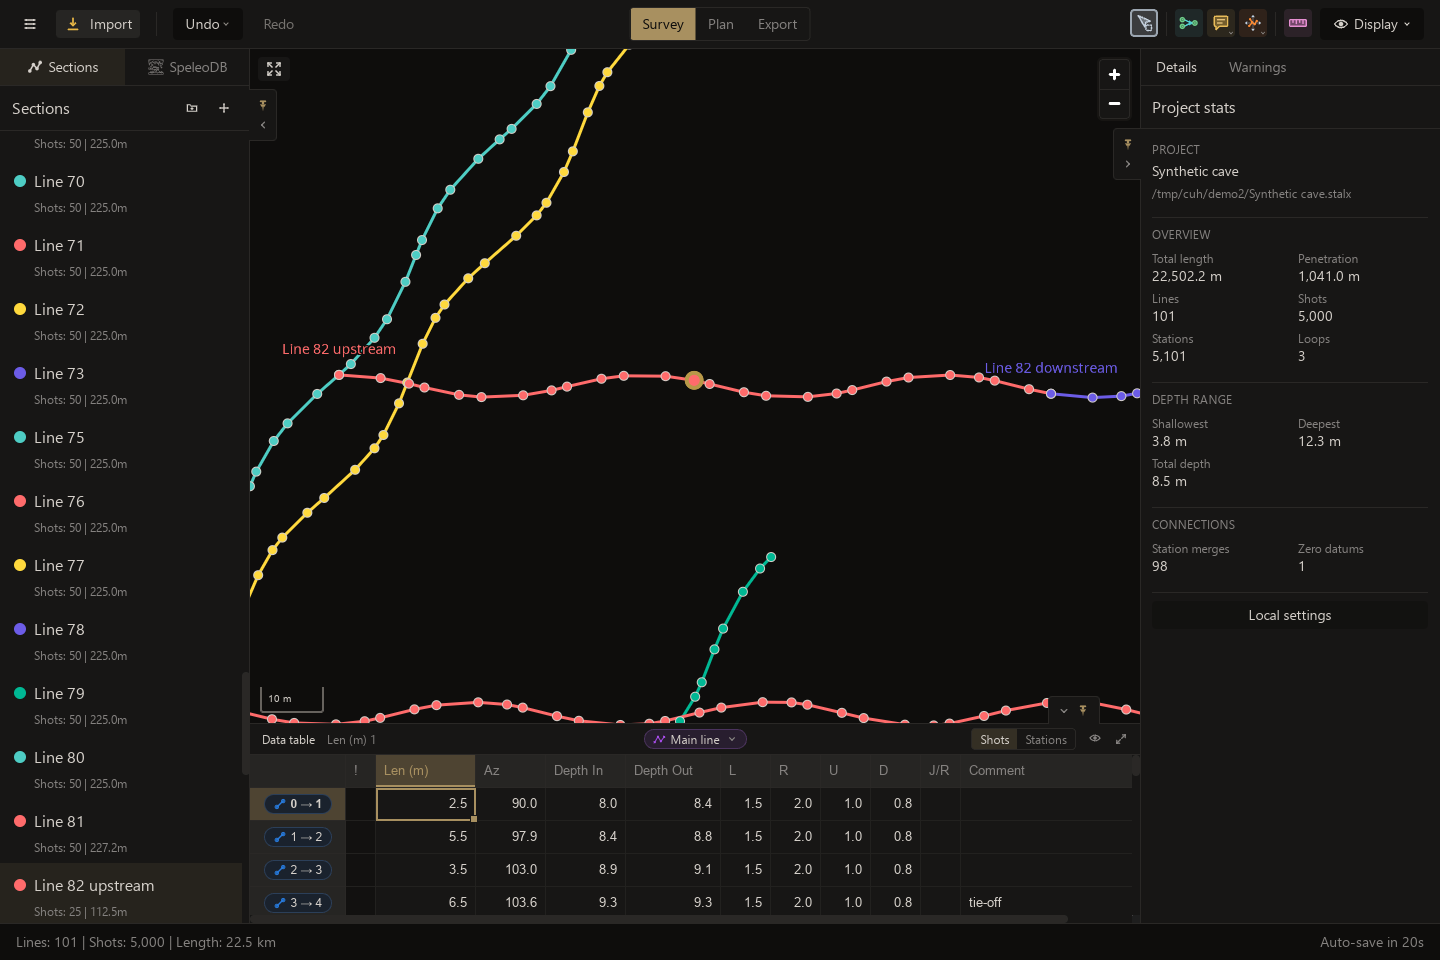 Import
Undo
Redo
Survey
Plan
Export
Display
Sections
SpeleoDB
Sections
Shots: 50 | 225.0m
Line 70
Shots: 50 | 225.0m
Line 71
Shots: 50 | 225.0m
Line 72
Shots: 50 | 225.0m
Line 73
Shots: 50 | 225.0m
Line 75
Shots: 50 | 225.0m
Line 76
Shots: 50 | 225.0m
Line 77
Shots: 50 | 225.0m
Line 78
Shots: 50 | 225.0m
Line 79
Shots: 50 | 225.0m
Line 80
Shots: 50 | 225.0m
Line 81
Shots: 50 | 227.2m
Line 82 upstream
Shots: 25 | 112.5m
Line 82 upstream
Line 82 downstream
10 m
Data table
Len (m) 1
Main line
Shots
Stations
! Len (m) Az Depth In Depth Out L R U D J/R Comment
0→1 2.5 90.0 8.0 8.4 1.5 2.0 1.0 0.8
1→2 5.5 97.9 8.4 8.8 1.5 2.0 1.0 0.8
2→3 3.5 103.0 8.9 9.1 1.5 2.0 1.0 0.8
3→4 6.5 103.6 9.3 9.3 1.5 2.0 1.0 0.8 tie-off
Details
Warnings
Project stats
PROJECT
Synthetic cave
/tmp/cuh/demo2/Synthetic cave.stalx
OVERVIEW
Total length Penetration
22,502.2 m 1,041.0 m
Lines Shots
101 5,000
Stations Loops
5,101 3
DEPTH RANGE
Shallowest Deepest
3.8 m 12.3 m
Total depth
8.5 m
CONNECTIONS
Station merges Zero datums
98 1
Local settings
Lines: 101 | Shots: 5,000 | Length: 22.5 km
Auto-save in 20s